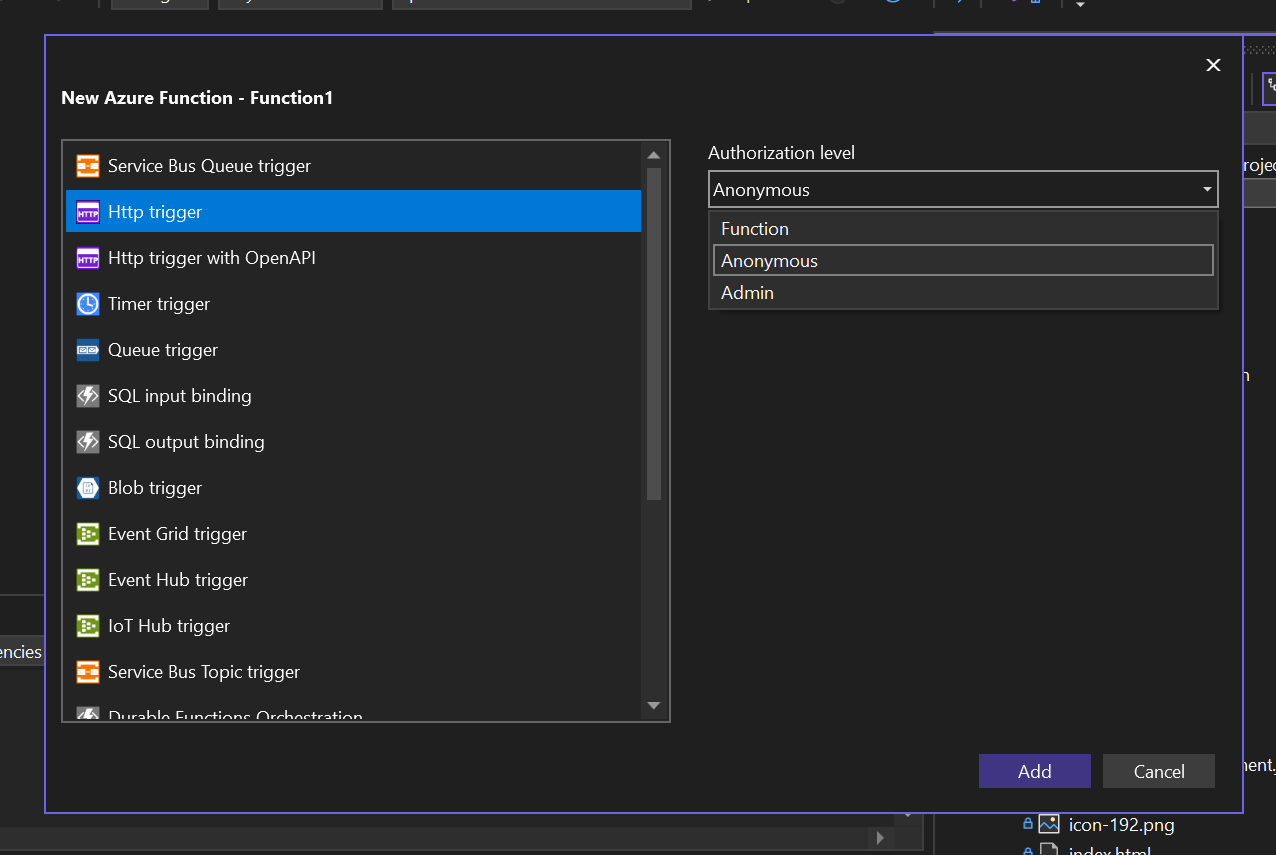 New Azure Function - Function1
Service Bus Queue trigger
HTTP Http trigger
HTTP Http trigger with OpenAPI
Timer trigger
Queue trigger
SQL input binding
SQL output binding
Blob trigger
Event Grid trigger
Event Hub trigger
IoT Hub trigger
Service Bus Topic trigger
Durable Functions Orchestration
Authorization level
Anonymous
Function
Anonymous
Admin
Add
Cancel
encies
icon-192.png
index.html